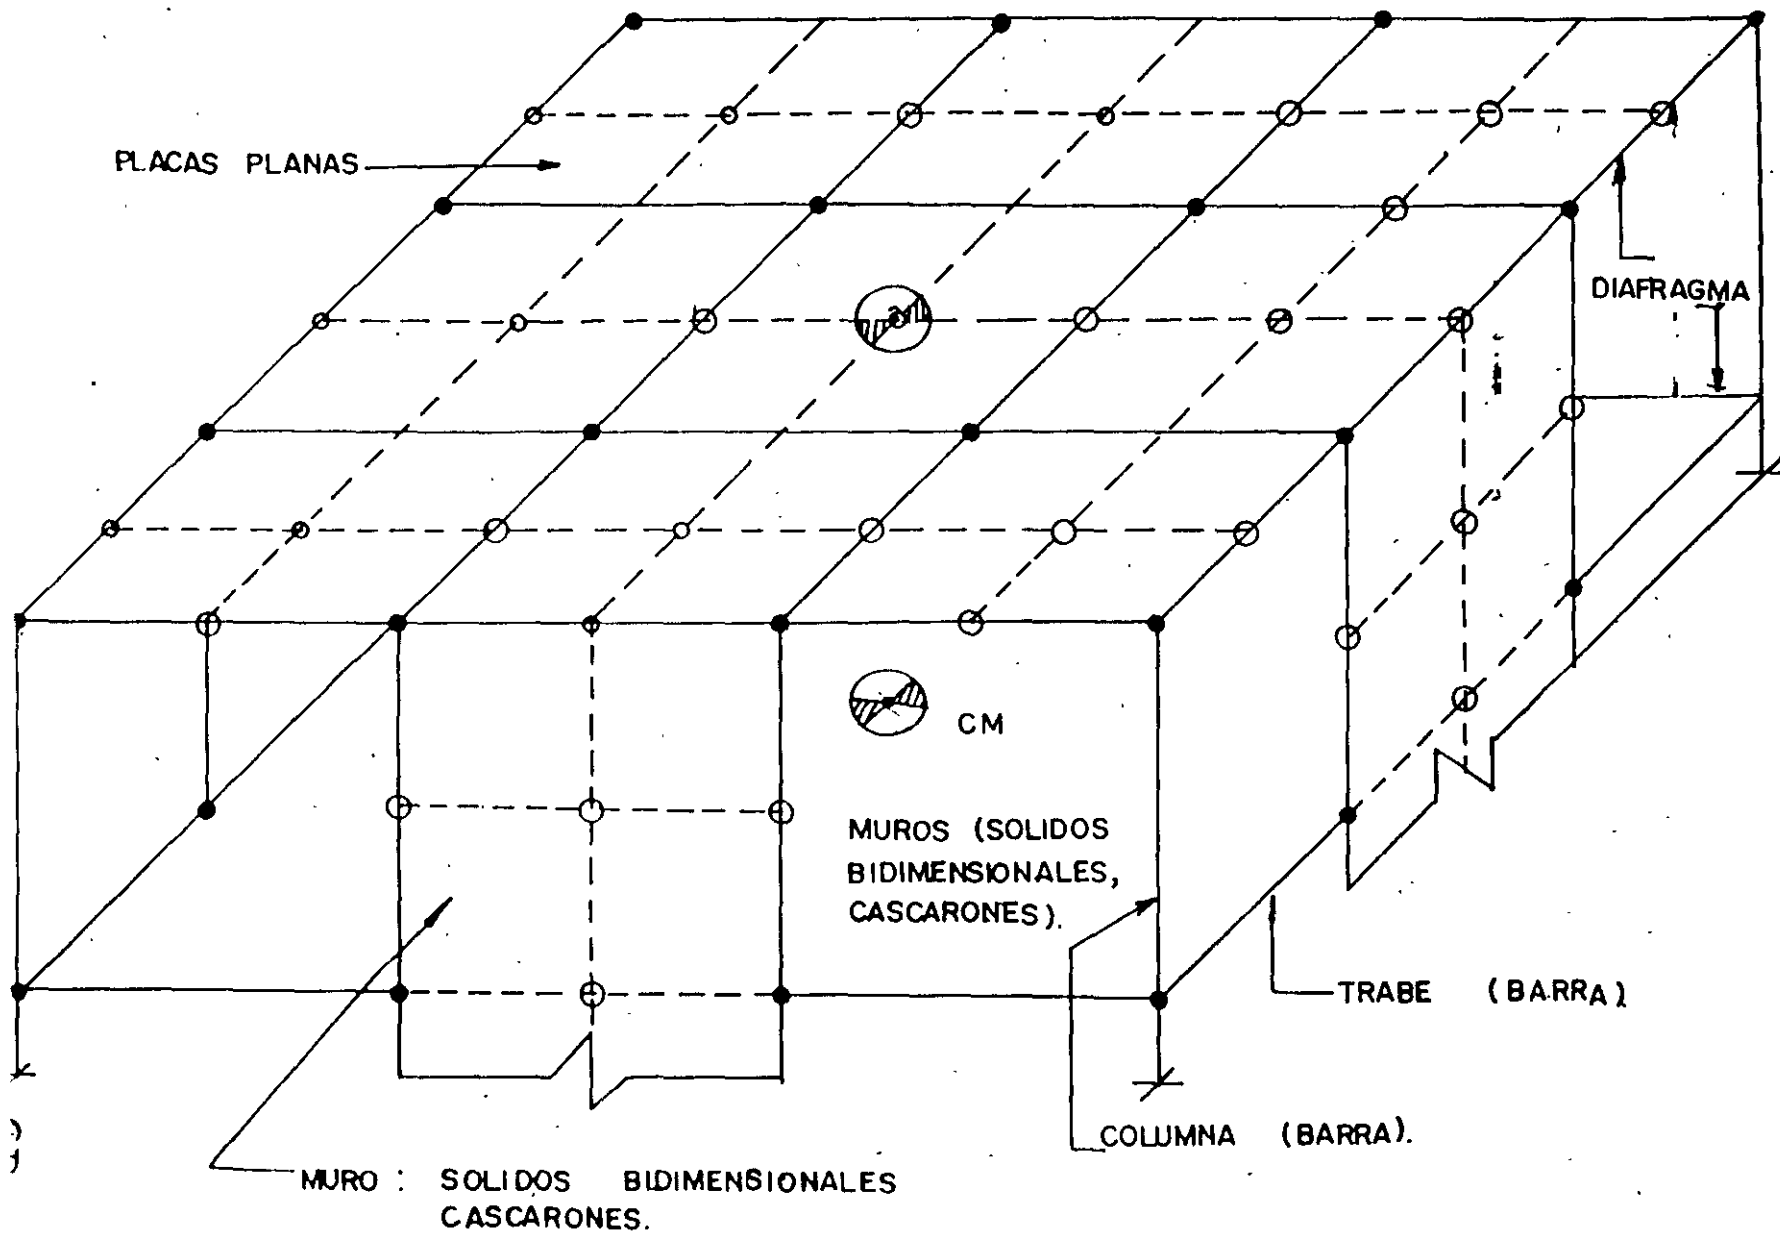 PLACAS PLANAS
DIAFRAGMA
CM
MUROS (SOLIDOS
BIDIMENSIONALES,
CASCARONES).
TRABE (BARRA)
COLUMNA (BARRA).
MURO : SOLIDOS BIDIMENSIONALES
CASCARONES.